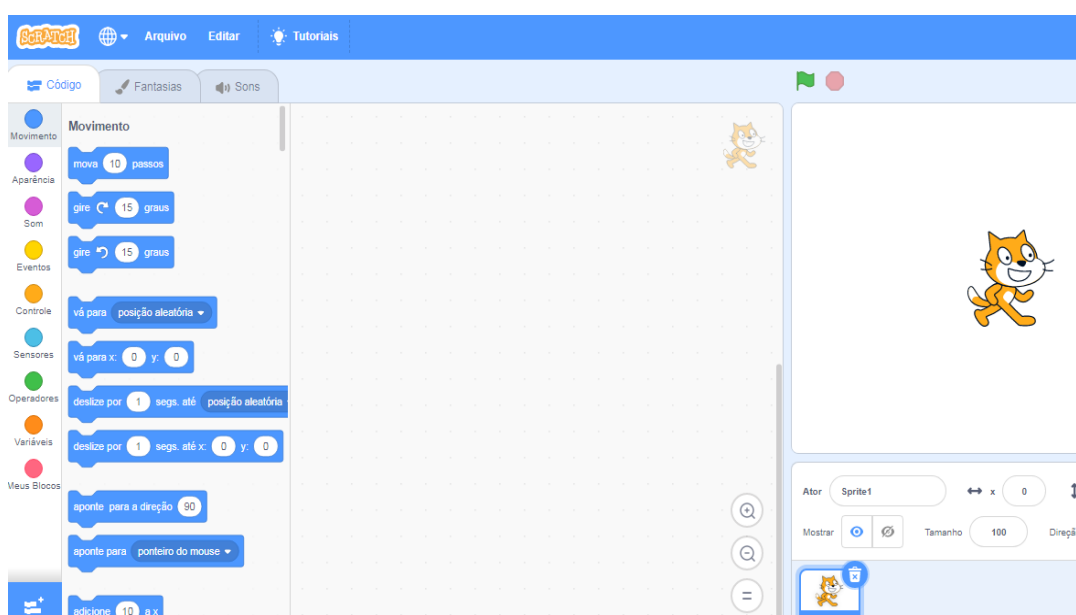 SCRATCH Arquivo Editar Tutoriais
Código Fantasias Sons
Movimento
Aparência
Som
Eventos
Controle
Sensores
Operadores
Variáveis
Meus Blocos
Movimento
mova 10 passos
gire 15 graus
gire 15 graus
vá para posição aleatória
vá para x: 0 y: 0
deslize por 1 segs. até posição aleatória
deslize por 1 segs. até x: 0 y: 0
aponte para a direção 90
aponte para ponteiro do mouse
adicione 10 a x
Ator Sprite1 x 0
Mostrar Tamanho 100 Direçã